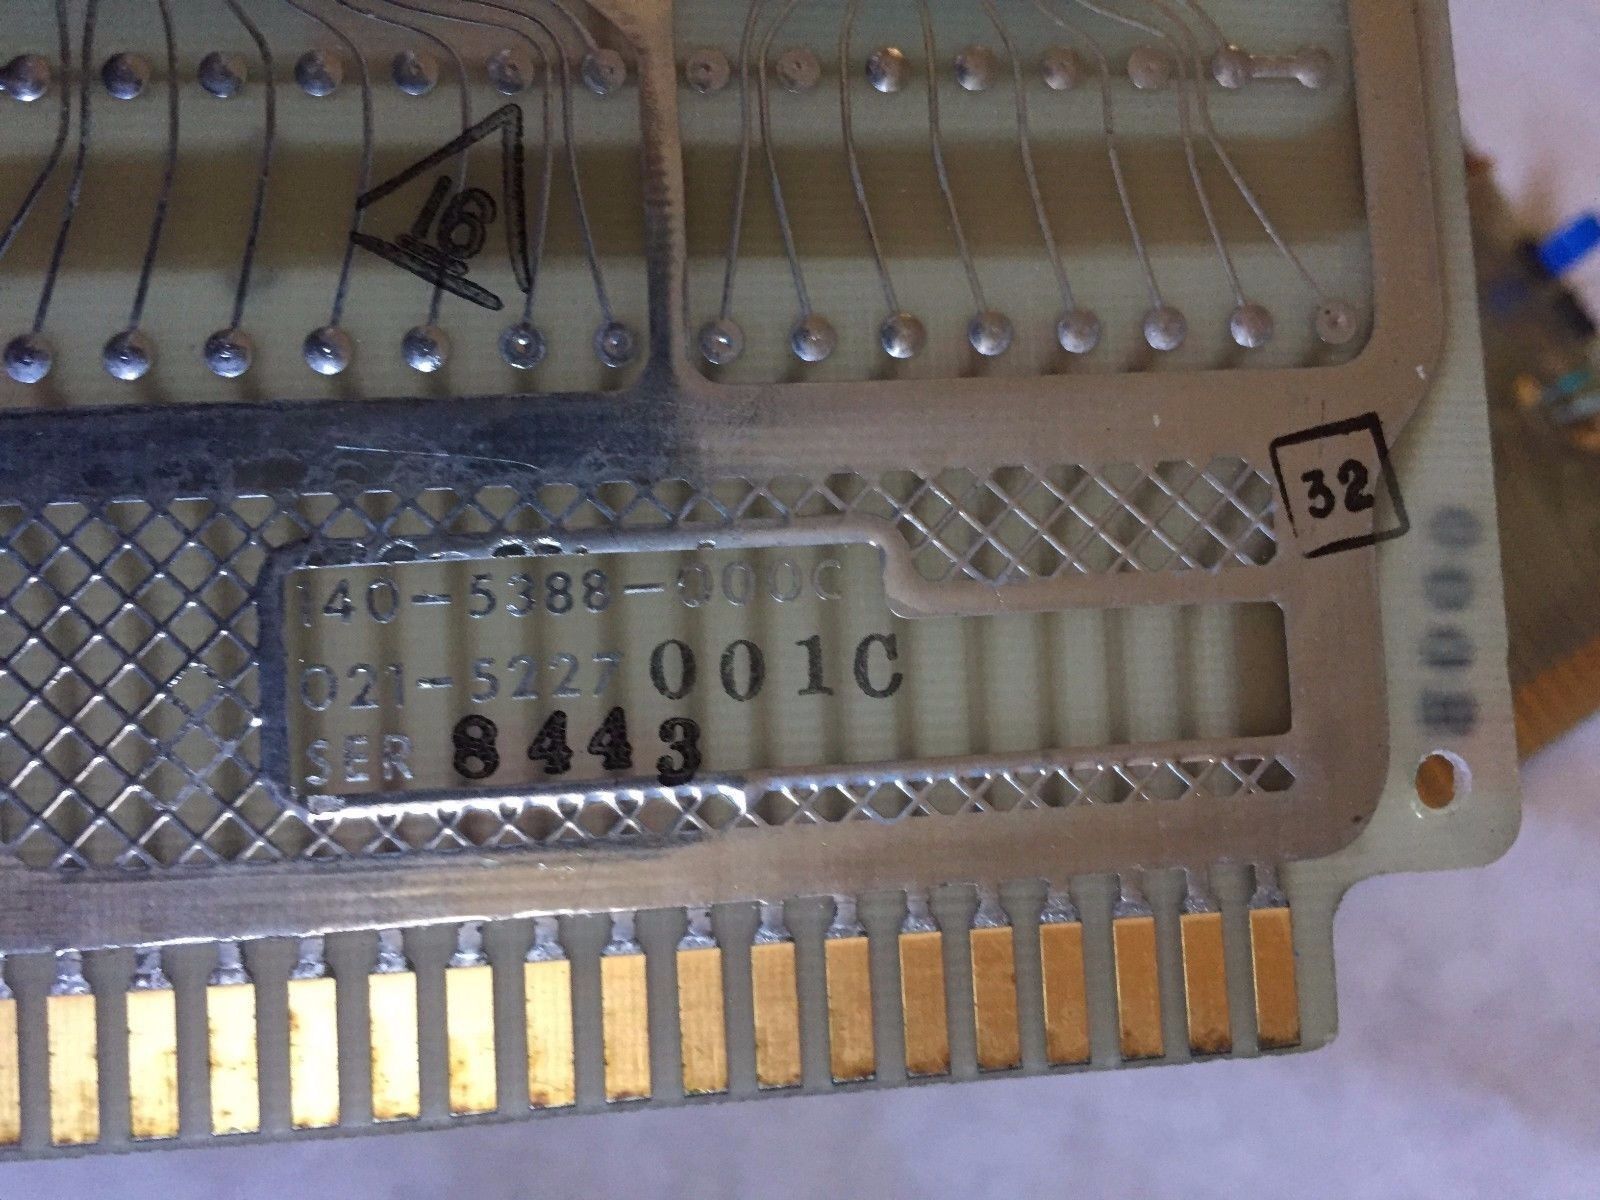 16
32
140-5388-000C
021-5227 001C
SER 8443